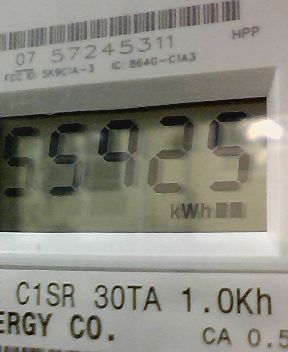 07 57245311
HPP
FCC ID: SK9C1A-3 IC: 864G-C1A3
55925
kWh
C1SR 30TA 1.0Kh
ERGY CO.
CA 0.5